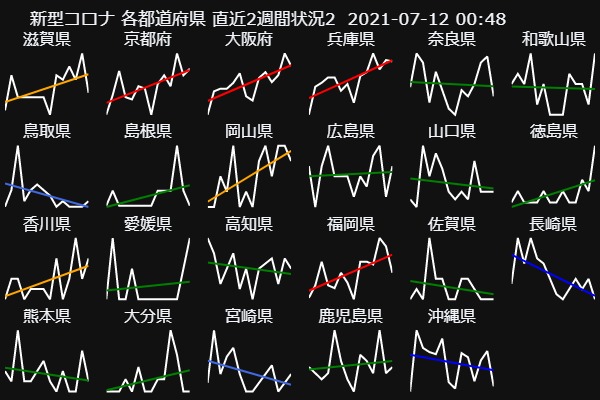 新型コロナ 各都道府県 直近2週間状況2 2021-07-12 00:48
滋賀県 京都府 大阪府 兵庫県 奈良県 和歌山県
鳥取県 島根県 岡山県 広島県 山口県 徳島県
香川県 愛媛県 高知県 福岡県 佐賀県 長崎県
熊本県 大分県 宮崎県 鹿児島県 沖縄県